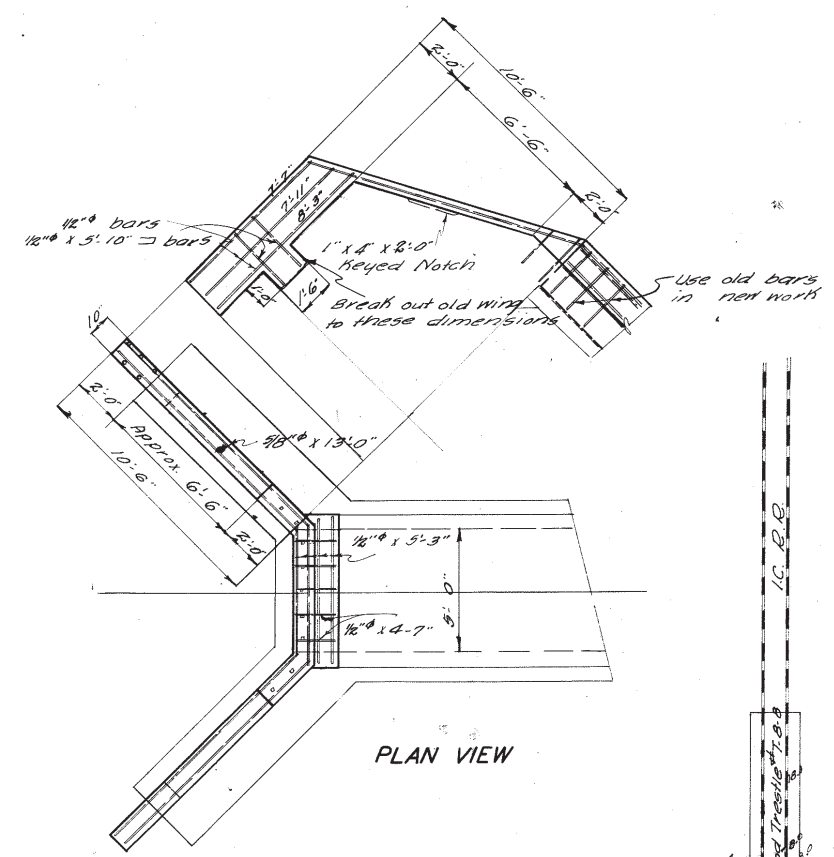 2'-0"
10'-6"
6'-6"
2'-0"
7'-7"
7'-11"
8'-3"
1/2"⌀ bars
1/2"⌀ x 5'-10" ⊐ bars
1" x 4" x 2'-0"
Keyed Notch
1'-0"
1'-6"
Break out old wing
to these dimensions
Use old bars
in new work
10"
2'-0"
Approx. 6'-6"
10'-6"
2'-0"
5/8"⌀ x 13'-0"
1/2"⌀ x 5'-3"
5'-0"
1/2"⌀ x 4-7"
I.C. R.R.
PLAN VIEW
Trestle # T-8-8